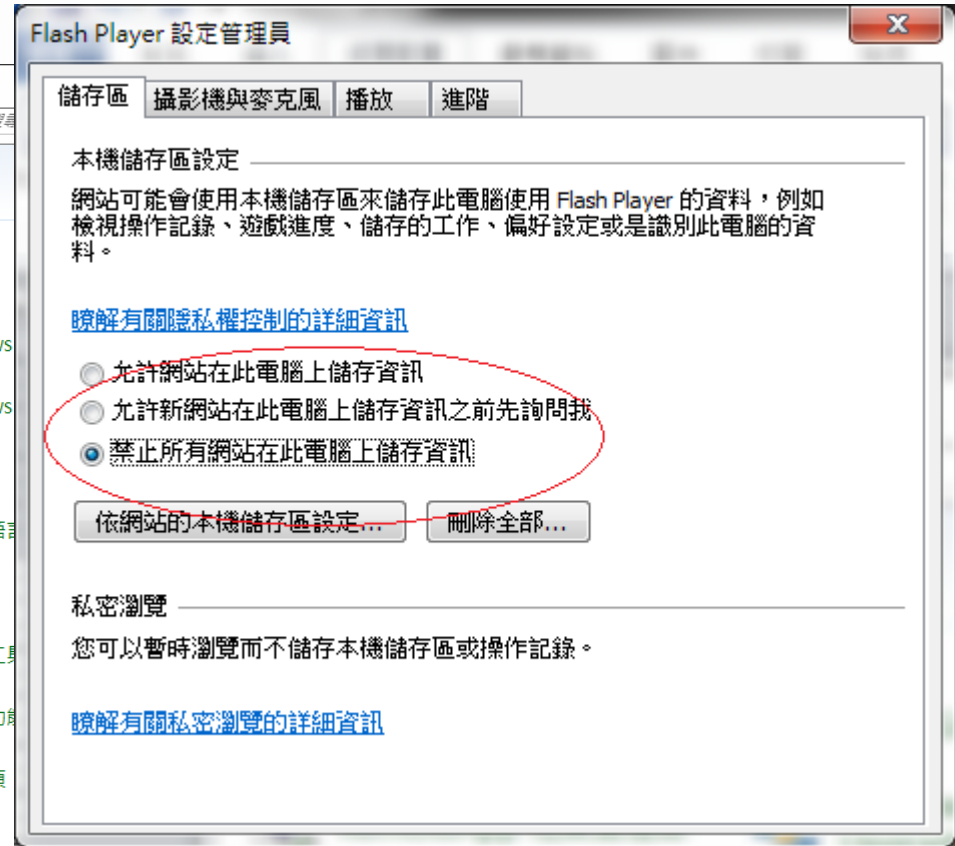 Flash Player 設定管理員
儲存區 攝影機與麥克風 播放 進階
本機儲存區設定
網站可能會使用本機儲存區來儲存此電腦使用 Flash Player 的資料，例如
檢視操作記錄、遊戲進度、儲存的工作、偏好設定或是識別此電腦的資
料。
瞭解有關隱私權控制的詳細資訊
允許網站在此電腦上儲存資訊
允許新網站在此電腦上儲存資訊之前先詢問我
禁止所有網站在此電腦上儲存資訊
依網站的本機儲存區設定... 刪除全部...
私密瀏覽
您可以暫時瀏覽而不儲存本機儲存區或操作記錄。
瞭解有關私密瀏覽的詳細資訊